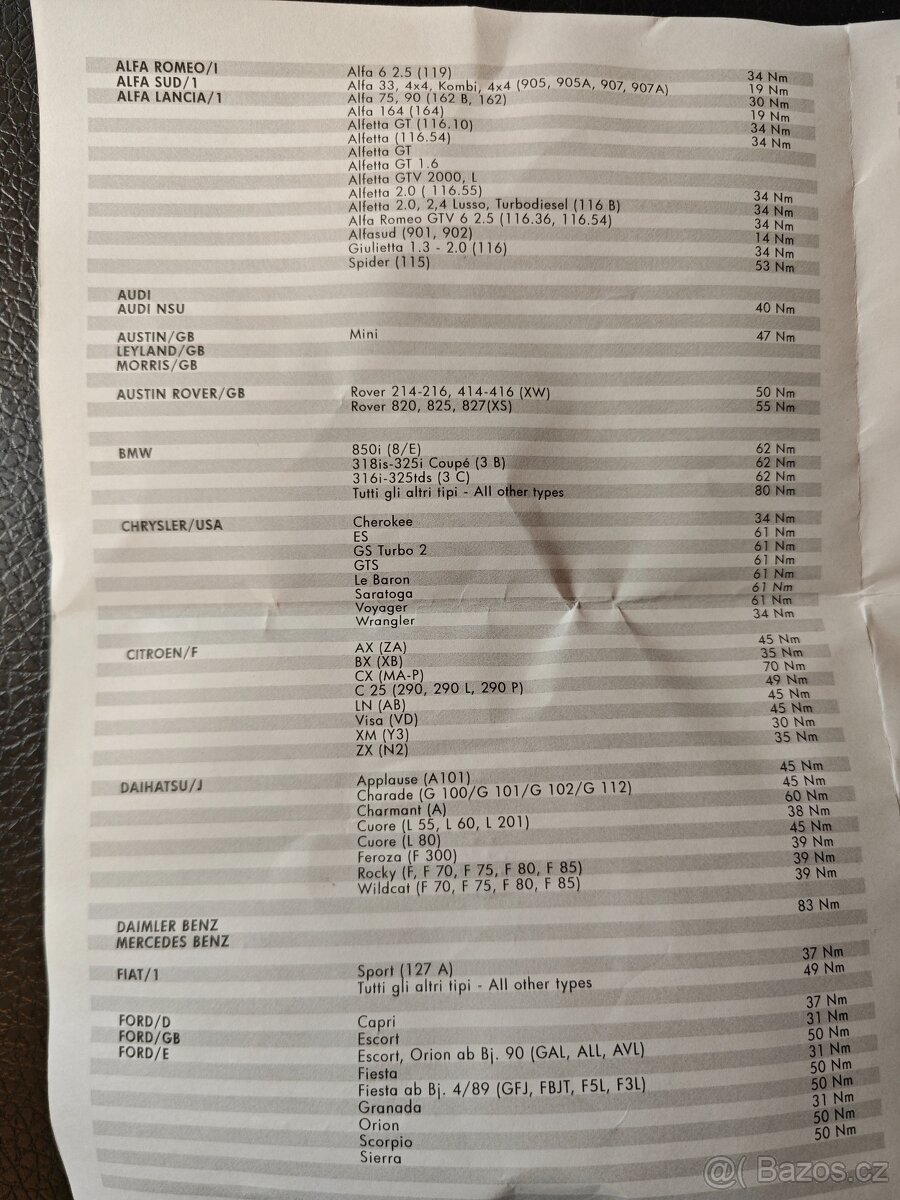 ALFA ROMEO/I Alfa 6 2.5 (119) 34 Nm
ALFA SUD/1 Alfa 33, 4x4, Kombi, 4x4 (905, 905A, 907, 907A) 19 Nm
ALFA LANCIA/1 Alfa 75, 90 (162 B, 162) 30 Nm
Alfa 164 (164) 19 Nm
Alfetta GT (116.10) 34 Nm
Alfetta (116.54) 34 Nm
Alfetta GT
Alfetta GT 1.6
Alfetta GTV 2000, L
Alfetta 2.0 ( 116.55) 34 Nm
Alfetta 2.0, 2,4 Lusso, Turbodiesel (116 B) 34 Nm
Alfa Romeo GTV 6 2.5 (116.36, 116.54) 34 Nm
Alfasud (901, 902) 14 Nm
Giulietta 1.3 - 2.0 (116) 34 Nm
Spider (115) 53 Nm
AUDI
AUDI NSU 40 Nm
AUSTIN/GB Mini 47 Nm
LEYLAND/GB
MORRIS/GB
AUSTIN ROVER/GB Rover 214-216, 414-416 (XW) 50 Nm
Rover 820, 825, 827(XS) 55 Nm
BMW 850i (8/E) 62 Nm
318is-325i Coupé (3 B) 62 Nm
316i-325tds (3 C) 62 Nm
Tutti gli altri tipi - All other types 80 Nm
CHRYSLER/USA Cherokee 34 Nm
ES 61 Nm
GS Turbo 2 61 Nm
GTS 61 Nm
Le Baron 61 Nm
Saratoga 61 Nm
Voyager 61 Nm
Wrangler 34 Nm
CITROEN/F AX (ZA) 45 Nm
BX (XB) 35 Nm
CX (MA-P) 70 Nm
C 25 (290, 290 L, 290 P) 49 Nm
LN (AB) 45 Nm
Visa (VD) 45 Nm
XM (Y3) 30 Nm
ZX (N2) 35 Nm
DAIHATSU/J Applause (A101) 45 Nm
Charade (G 100/G 101/G 102/G 112) 45 Nm
Charmant (A) 60 Nm
Cuore (L 55, L 60, L 201) 38 Nm
Cuore (L 80) 45 Nm
Feroza (F 300) 39 Nm
Rocky (F, F 70, F 75, F 80, F 85) 39 Nm
Wildcat (F 70, F 75, F 80, F 85) 39 Nm
DAIMLER BENZ 83 Nm
MERCEDES BENZ
FIAT/1 Sport (127 A) 37 Nm
Tutti gli altri tipi - All other types 49 Nm
FORD/D Capri 37 Nm
FORD/GB Escort 31 Nm
FORD/E Escort, Orion ab Bj. 90 (GAL, ALL, AVL) 50 Nm
Fiesta 31 Nm
Fiesta ab Bj. 4/89 (GFJ, FBJT, F5L, F3L) 50 Nm
Granada 50 Nm
Orion 31 Nm
Scorpio 50 Nm
Sierra 50 Nm
@( Bazos.cz